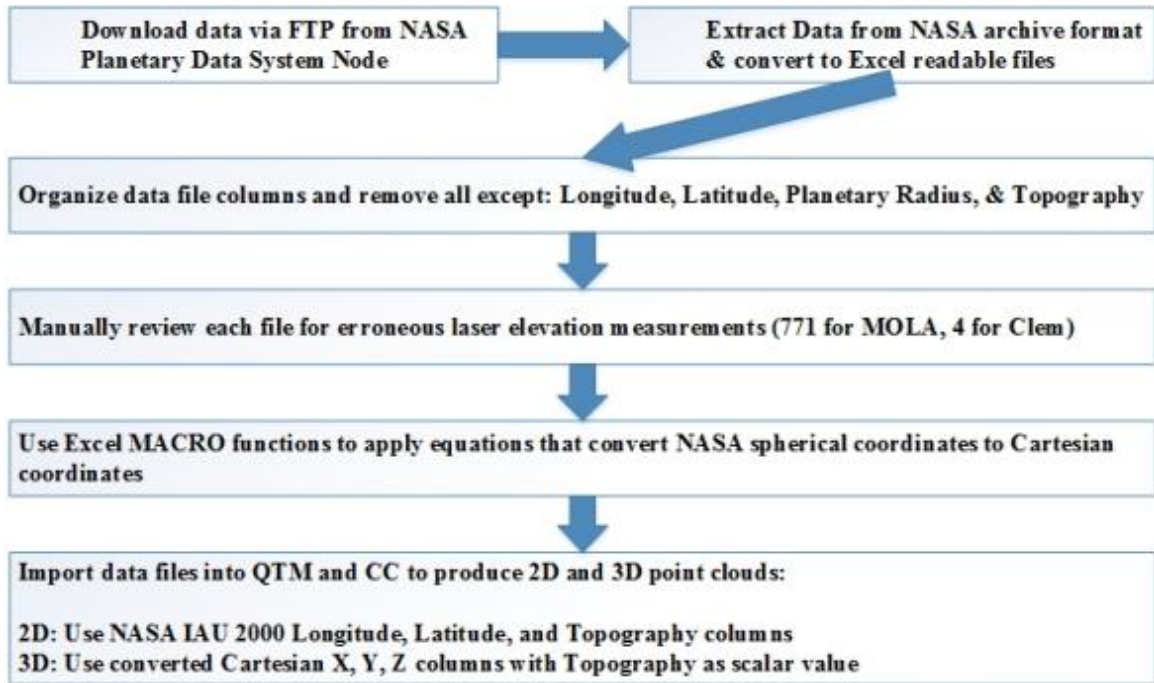 Download data via FTP from NASA
Planetary Data System Node
Extract Data from NASA archive format
& convert to Excel readable files
Organize data file columns and remove all except: Longitude, Latitude, Planetary Radius, & Topography
Manually review each file for erroneous laser elevation measurements (771 for MOLA, 4 for Clem)
Use Excel MACRO functions to apply equations that convert NASA spherical coordinates to Cartesian
coordinates
Import data files into QTM and CC to produce 2D and 3D point clouds:
2D: Use NASA IAU 2000 Longitude, Latitude, and Topography columns
3D: Use converted Cartesian X, Y, Z columns with Topography as scalar value